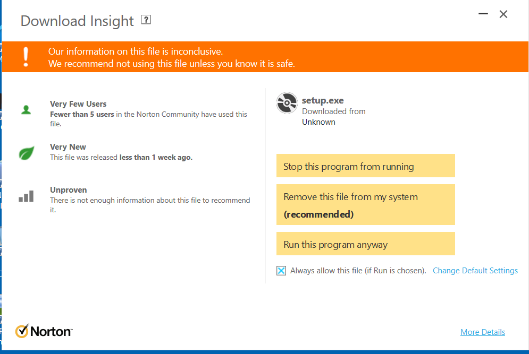 Download Insight [?]
Our information on this file is inconclusive.
We recommend not using this file unless you know it is safe.
Very Few Users
Fewer than 5 users in the Norton Community have used this
file.
Very New
This file was released less than 1 week ago.
Unproven
There is not enough information about this file to recommend
it.
setup.exe
Downloaded from
Unknown
Stop this program from running
Remove this file from my system
(recommended)
Run this program anyway
Always allow this file (if Run is chosen). Change Default Settings
Norton
More Details